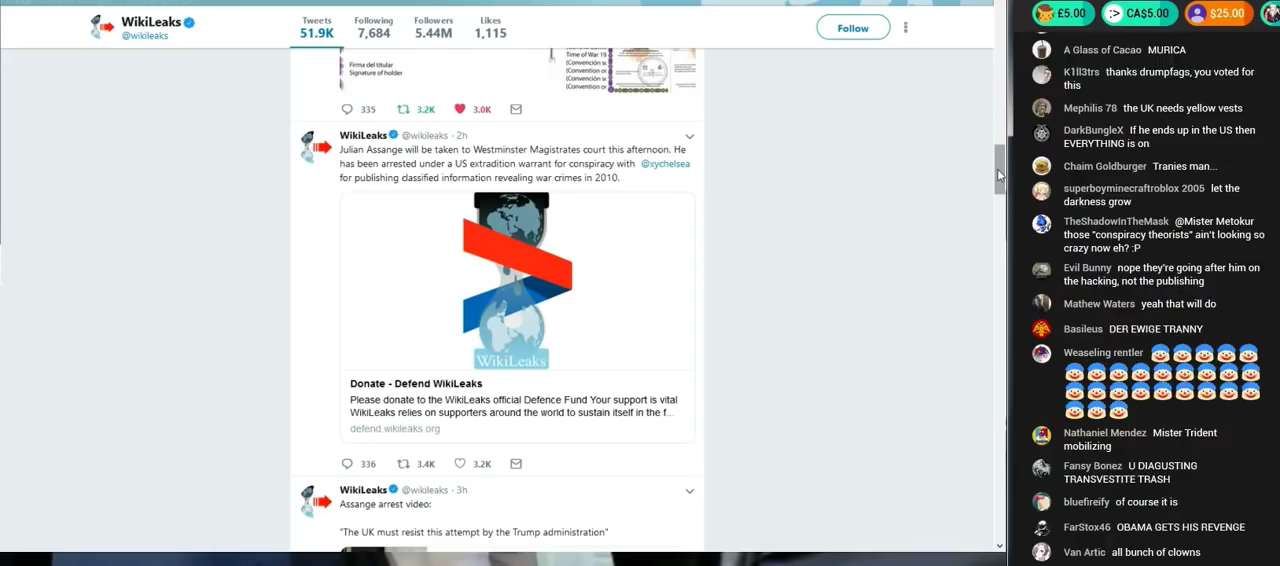 WikiLeaks
@wikileaks
Tweets Following Followers Likes
51.9K 7,684 5.44M 1,115
Follow
Firma del titular
Signature of holder
Time of War 19
(Convención s
(Convention o
(Convención s
(Convention o
335 3.2K 3.0K
WikiLeaks @wikileaks · 2h
Julian Assange will be taken to Westminster Magistrates court this afternoon. He
has been arrested under a US extradition warrant for conspiracy with @xychelsea
for publishing classified information revealing war crimes in 2010.
WikiLeaks
Donate - Defend WikiLeaks
Please donate to the WikiLeaks official Defence Fund Your support is vital
WikiLeaks relies on supporters around the world to sustain itself in the f...
defend.wikileaks.org
336 3.4K 3.2K
WikiLeaks @wikileaks · 3h
Assange arrest video:
"The UK must resist this attempt by the Trump administration"
£5.00 CA$5.00 $25.00
A Glass of Cacao MURICA
K1ll3trs thanks drumpfags, you voted for
this
Mephilis 78 the UK needs yellow vests
DarkBungleX If he ends up in the US then
EVERYTHING is on
Chaim Goldburger Tranies man...
superboyminecraftroblox 2005 let the
darkness grow
TheShadowInTheMask @Mister Metokur
those "conspiracy theorists" ain't looking so
crazy now eh? :P
Evil Bunny nope they're going after him on
the hacking, not the publishing
Mathew Waters yeah that will do
Basileus DER EWIGE TRANNY
Weaseling rentler
Nathaniel Mendez Mister Trident
mobilizing
Fansy Bonez U DIAGUSTING
TRANSVESTITE TRASH
bluefireify of course it is
FarStox46 OBAMA GETS HIS REVENGE
Van Artic all bunch of clowns